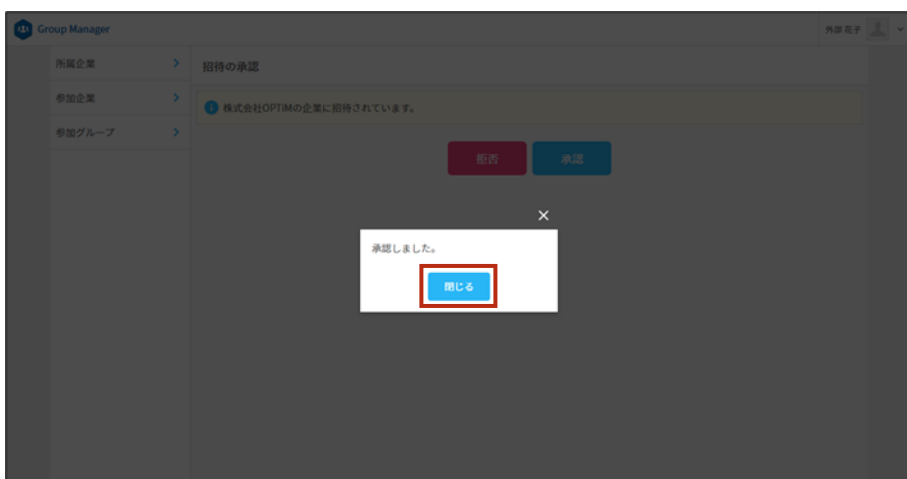 Group Manager
外部 花子
所属企業
参加企業
参加グループ
招待の承認
株式会社OPTiMの企業に招待されています。
拒否
承認
承認しました。
閉じる